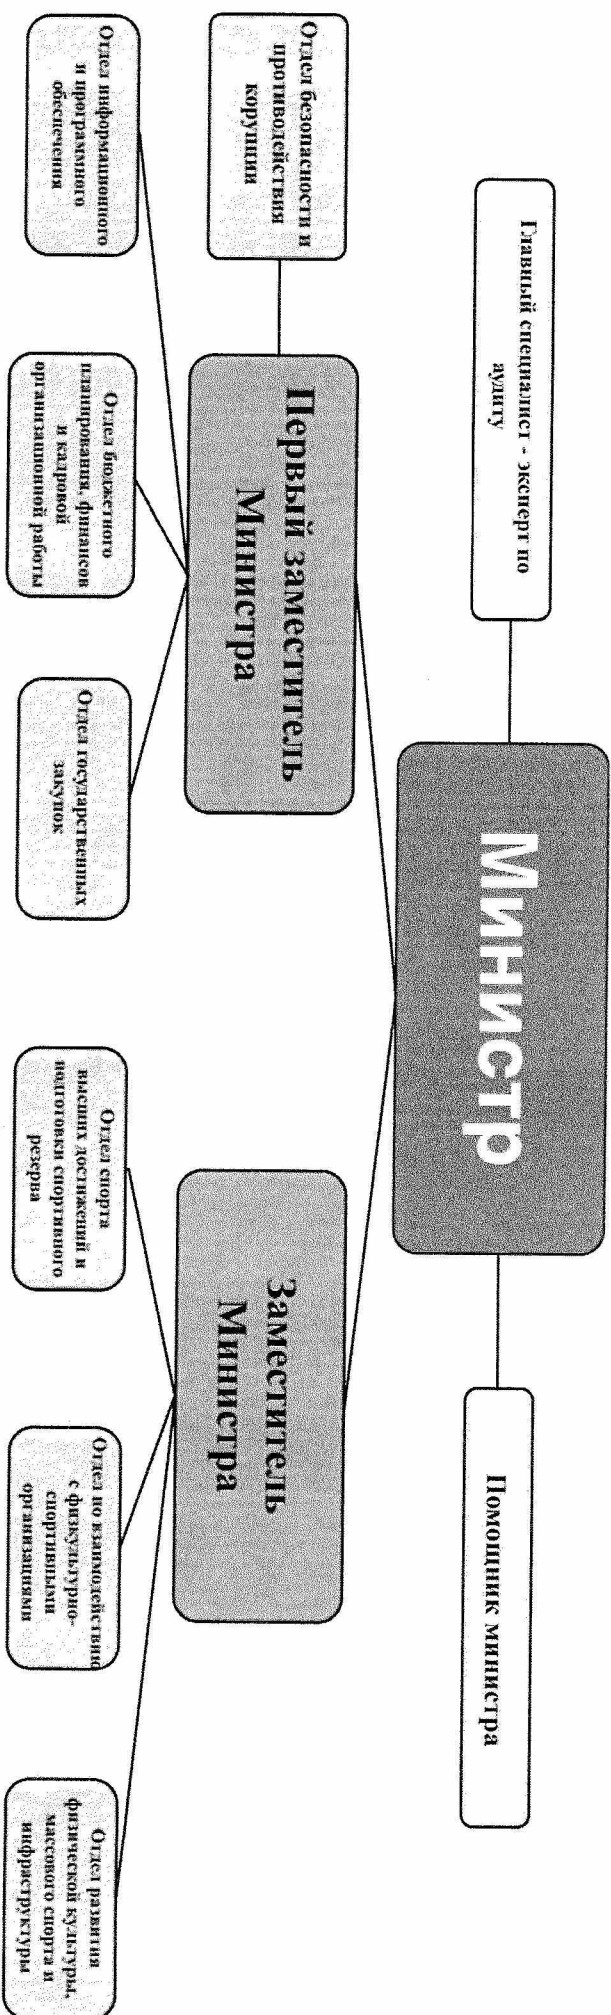 Министр
Главный специалист - эксперт по
аудиту
Помощник министра
Первый заместитель
Министра
Заместитель
Министра
Отдел безопасности и
противодействия
корупции
Отдел информационного
и программного
обеспечения
Отдел бюджетного
планирования, финансов
и кадровой
организационной работы
Отдел государственных
закупок
Отдел спорта
высших достижений и
подготовки спортивного
резерва
Отдел по взаимодействию
с физкультурно-
спортивными
организациями
Отдел развития
физической культуры,
массового спорта и
инфраструктуры